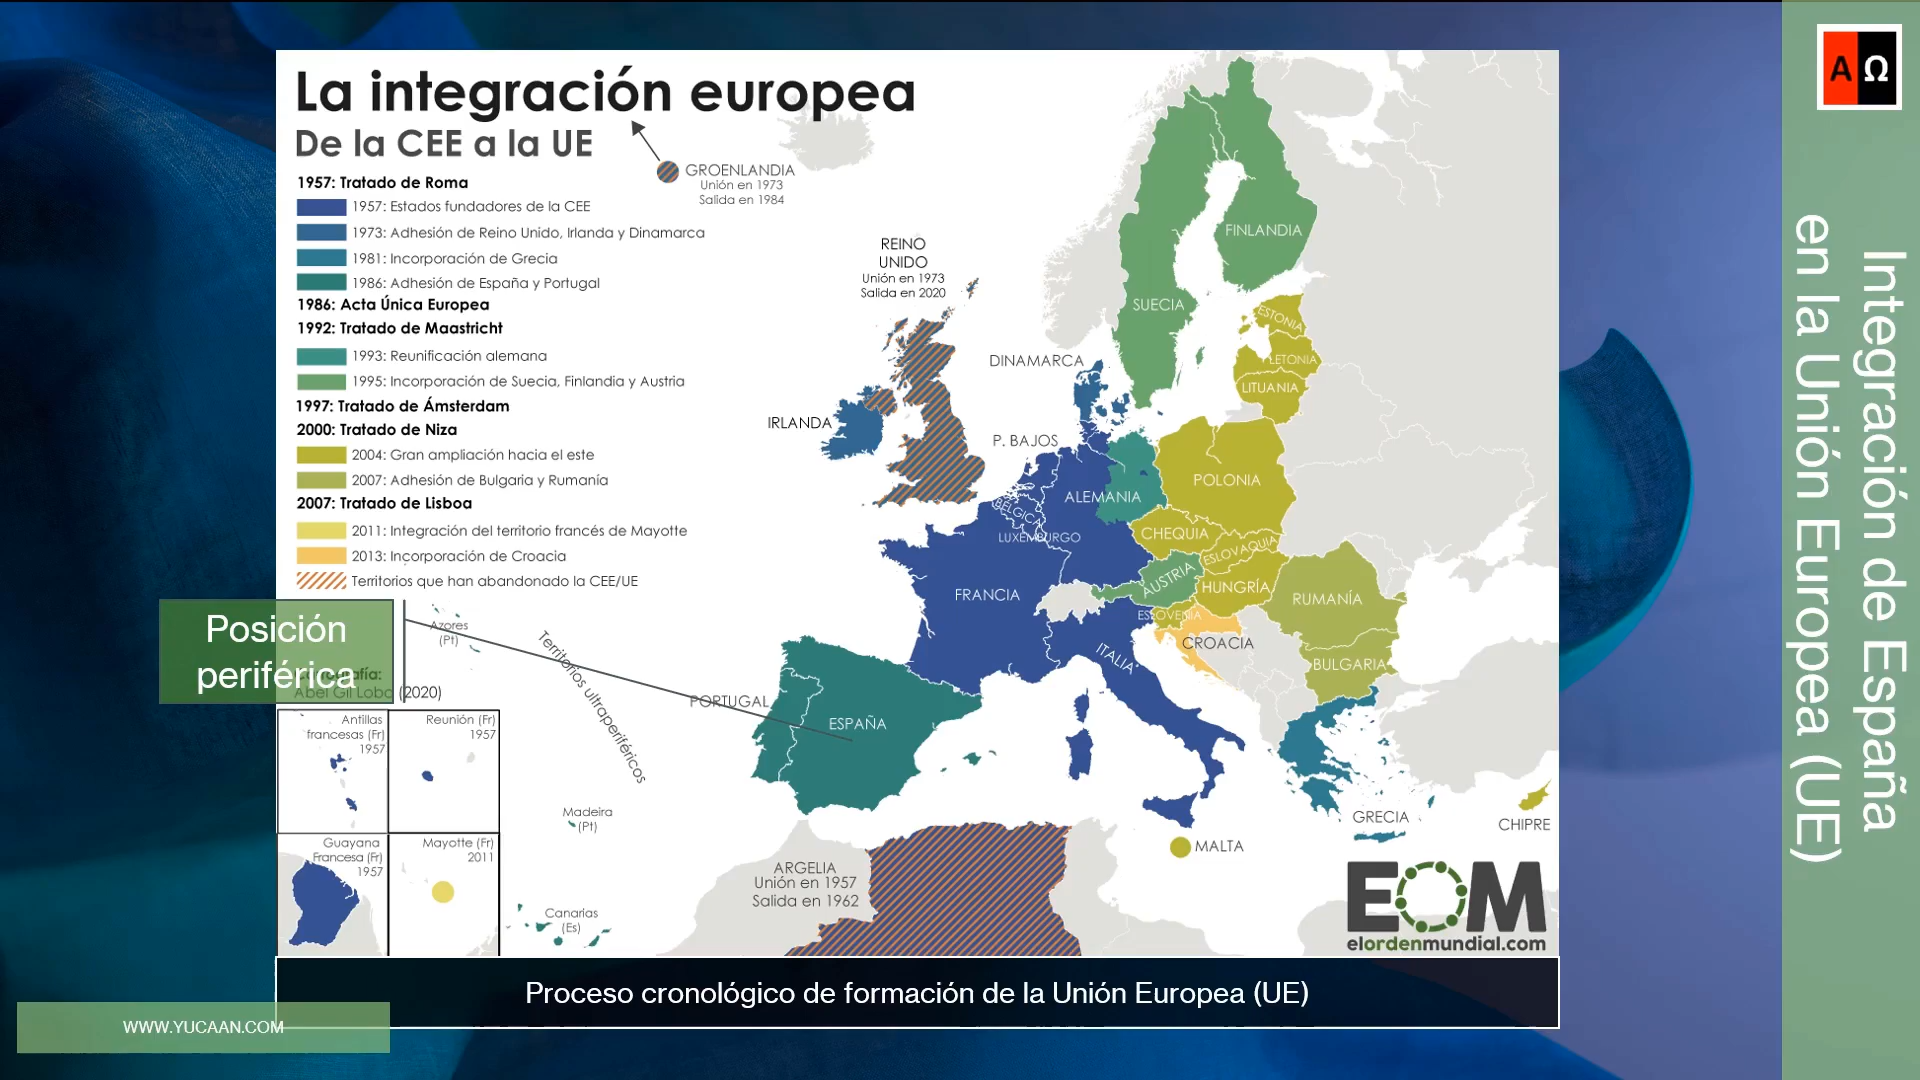 La integración europea
De la CEE a la UE
1957: Tratado de Roma
1957: Estados fundadores de la CEE
1973: Adhesión de Reino Unido, Irlanda y Dinamarca
1981: Incorporación de Grecia
1986: Adhesión de España y Portugal
1986: Acta Única Europea
1992: Tratado de Maastricht
1993: Reunificación alemana
1995: Incorporación de Suecia, Finlandia y Austria
1997: Tratado de Ámsterdam
2000: Tratado de Niza
2004: Gran ampliación hacia el este
2007: Adhesión de Bulgaria y Rumanía
2007: Tratado de Lisboa
2011: Integración del territorio francés de Mayotte
2013: Incorporación de Croacia
Territorios que han abandonado la CEE/UE
Posición
periférica
Abel Gil Lobo (2020)
GROENLANDIA
Unión en 1973
Salida en 1984
REINO
UNIDO
Unión en 1973
Salida en 2020
IRLANDA
DINAMARCA
P. BAJOS
BÉLGICA
LUXEMBURGO
ALEMANIA
FRANCIA
SUECIA
FINLANDIA
ESTONIA
LETONIA
LITUANIA
POLONIA
CHEQUIA
ESLOVAQUIA
AUSTRIA
HUNGRÍA
ESLOVENIA
CROACIA
RUMANÍA
BULGARIA
ITALIA
PORTUGAL
ESPAÑA
GRECIA
CHIPRE
MALTA
ARGELIA
Unión en 1957
Salida en 1962
Territorios ultraperiféricos
Azores
(Pt)
Madeira
(Pt)
Canarias
(Es)
Antillas
francesas (Fr)
1957
Reunión (Fr)
1957
Guayana
Francesa (Fr)
1957
Mayotte (Fr)
2011
EOM
elordenmundial.com
Proceso cronológico de formación de la Unión Europea (UE)
WWW.YUCAAN.COM
Α Ω
Integración de España
en la Unión Europea (UE)